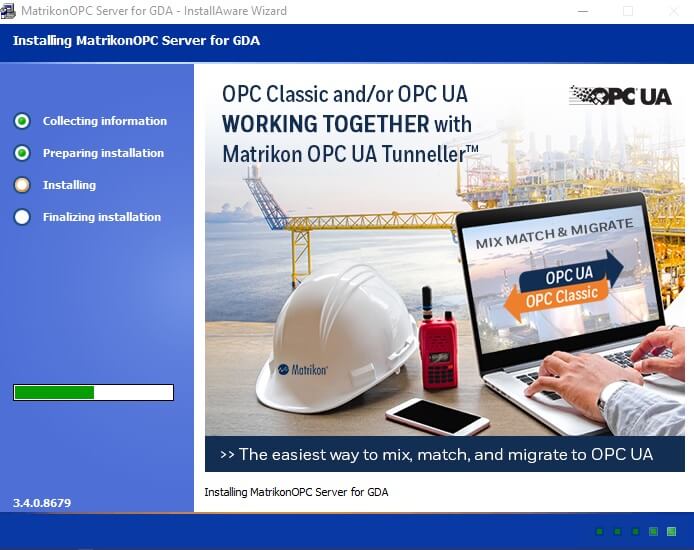 MatrikonOPC Server for GDA - InstallAware Wizard
Installing MatrikonOPC Server for GDA
Collecting information
Preparing installation
Installing
Finalizing installation
3.4.0.8679
OPC Classic and/or OPC UA
WORKING TOGETHER with
Matrikon OPC UA Tunneller™
OPC UA
MIX MATCH & MIGRATE
OPC UA
OPC Classic
Matrikon®
>> The easiest way to mix, match, and migrate to OPC UA
Installing MatrikonOPC Server for GDA